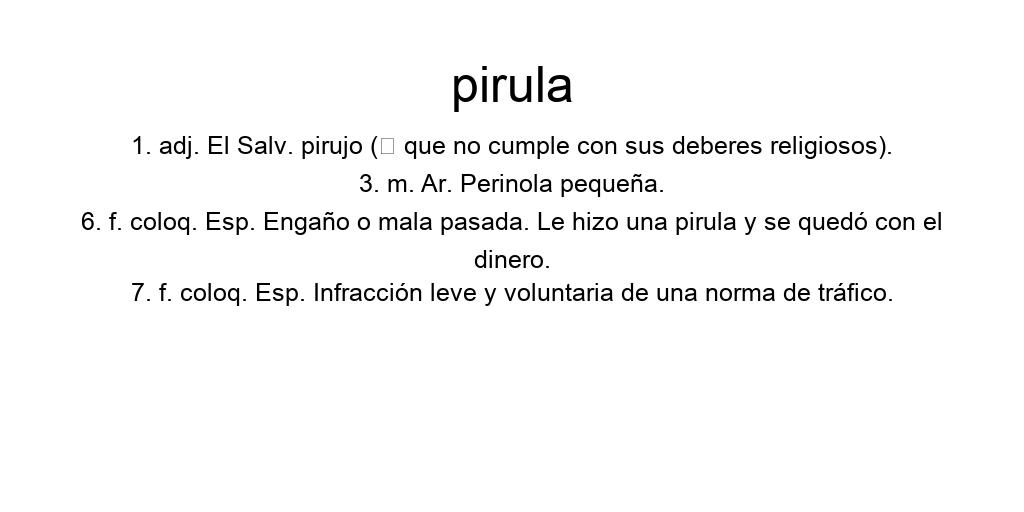 pirula
1. adj. El Salv. pirujo (▯ que no cumple con sus deberes religiosos).
3. m. Ar. Perinola pequeña.
6. f. coloq. Esp. Engaño o mala pasada. Le hizo una pirula y se quedó con el
dinero.
7. f. coloq. Esp. Infracción leve y voluntaria de una norma de tráfico.